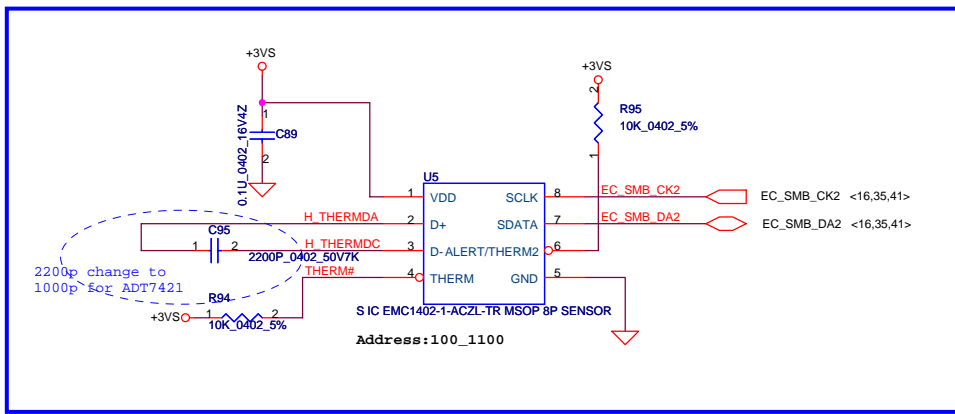 +3VS
+3VS
0.1U_0402_16V4Z
1
C89
2
2
R95
10K_0402_5%
1
U5
1 VDD
SCLK 8 EC_SMB_CK2
EC_SMB_CK2 <16,35,41>
H_THERMDA 2 D+
SDATA 7 EC_SMB_DA2
EC_SMB_DA2 <16,35,41>
C95
1 2 H_THERMDC 3 D- ALERT/THERM2 6
2200P_0402_50V7K
2200p change to
1000p for ADT7421
THERM# 4 THERM
GND 5
R94
+3VS 1 2
10K_0402_5%
S IC EMC1402-1-ACZL-TR MSOP 8P SENSOR
Address:100_1100